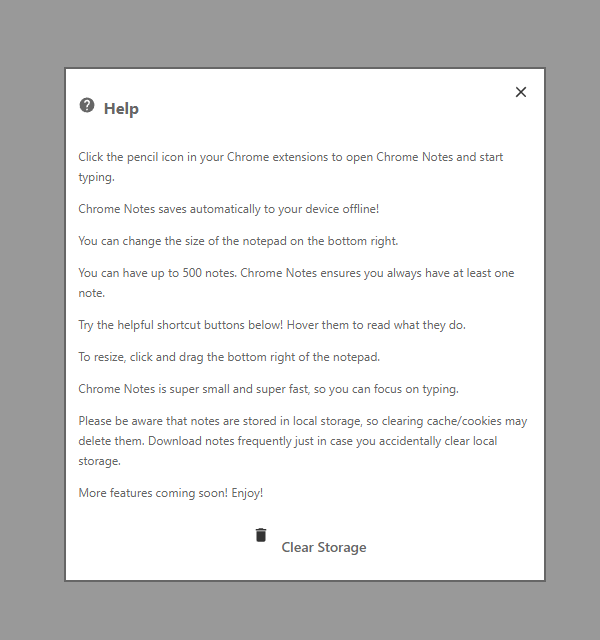 Help
Click the pencil icon in your Chrome extensions to open Chrome Notes and start
typing.
Chrome Notes saves automatically to your device offline!
You can change the size of the notepad on the bottom right.
You can have up to 500 notes. Chrome Notes ensures you always have at least one
note.
Try the helpful shortcut buttons below! Hover them to read what they do.
To resize, click and drag the bottom right of the notepad.
Chrome Notes is super small and super fast, so you can focus on typing.
Please be aware that notes are stored in local storage, so clearing cache/cookies may
delete them. Download notes frequently just in case you accidentally clear local
storage.
More features coming soon! Enjoy!
Clear Storage